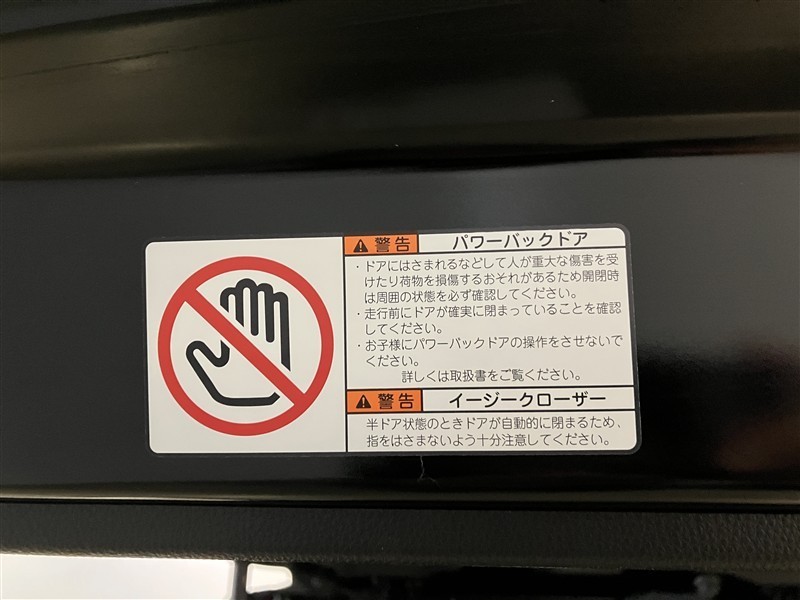 警告 パワーバックドア
・ドアにはさまれるなどして人が重大な傷害を受
けたり荷物を損傷するおそれがあるため開閉時
は周囲の状態を必ず確認してください。
・走行前にドアが確実に閉まっていることを確認
してください。
・お子様にパワーバックドアの操作をさせないで
ください。
詳しくは取扱書をご覧ください。
警告 イージークローザー
半ドア状態のときドアが自動的に閉まるため、
指をはさまないよう十分注意してください。